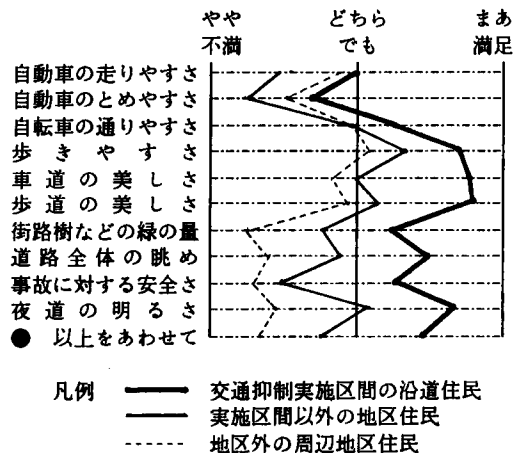 やや どちら まあ
不満 でも 満足
自動車の走りやすさ
自動車のとめやすさ
自転車の通りやすさ
歩きやすさ
車道の美しさ
歩道の美しさ
街路樹などの緑の量
道路全体の眺め
事故に対する安全さ
夜道の明るさ
● 以上をあわせて
凡例 交通抑制実施区間の沿道住民
実施区間以外の地区住民
地区外の周辺地区住民